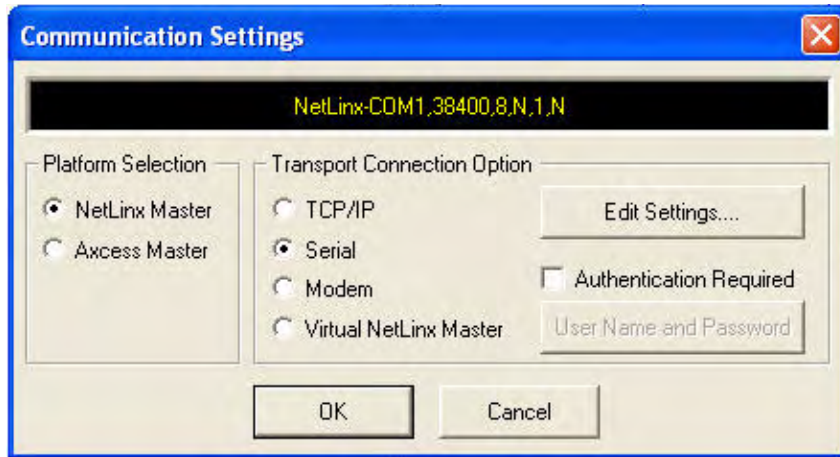 Communication Settings
NetLinx-COM1,38400,8,N,1,N
Platform Selection
NetLinx Master
Axcess Master
Transport Connection Option
TCP/IP
Serial
Modem
Virtual NetLinx Master
Edit Settings....
Authentication Required
User Name and Password
OK
Cancel